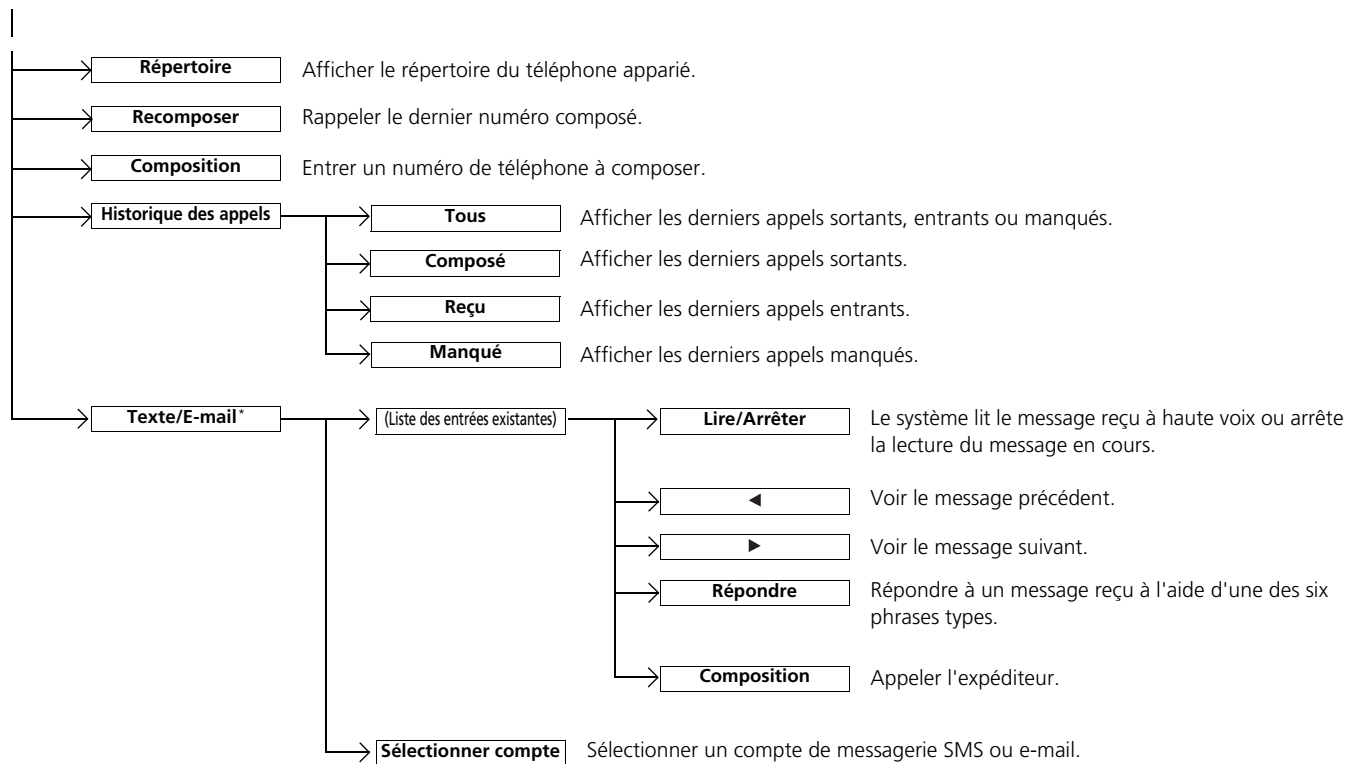 Répertoire Afficher le répertoire du téléphone apparié.
Recomposer Rappeler le dernier numéro composé.
Composition Entrer un numéro de téléphone à composer.
Historique des appels Tous Afficher les derniers appels sortants, entrants ou manqués.
Composé Afficher les derniers appels sortants.
Reçu Afficher les derniers appels entrants.
Manqué Afficher les derniers appels manqués.
Texte/E-mail* (Liste des entrées existantes) Lire/Arrêter Le système lit le message reçu à haute voix ou arrête
la lecture du message en cours.
◄ Voir le message précédent.
► Voir le message suivant.
Répondre Répondre à un message reçu à l'aide d'une des six
phrases types.
Composition Appeler l'expéditeur.
Sélectionner compte Sélectionner un compte de messagerie SMS ou e-mail.